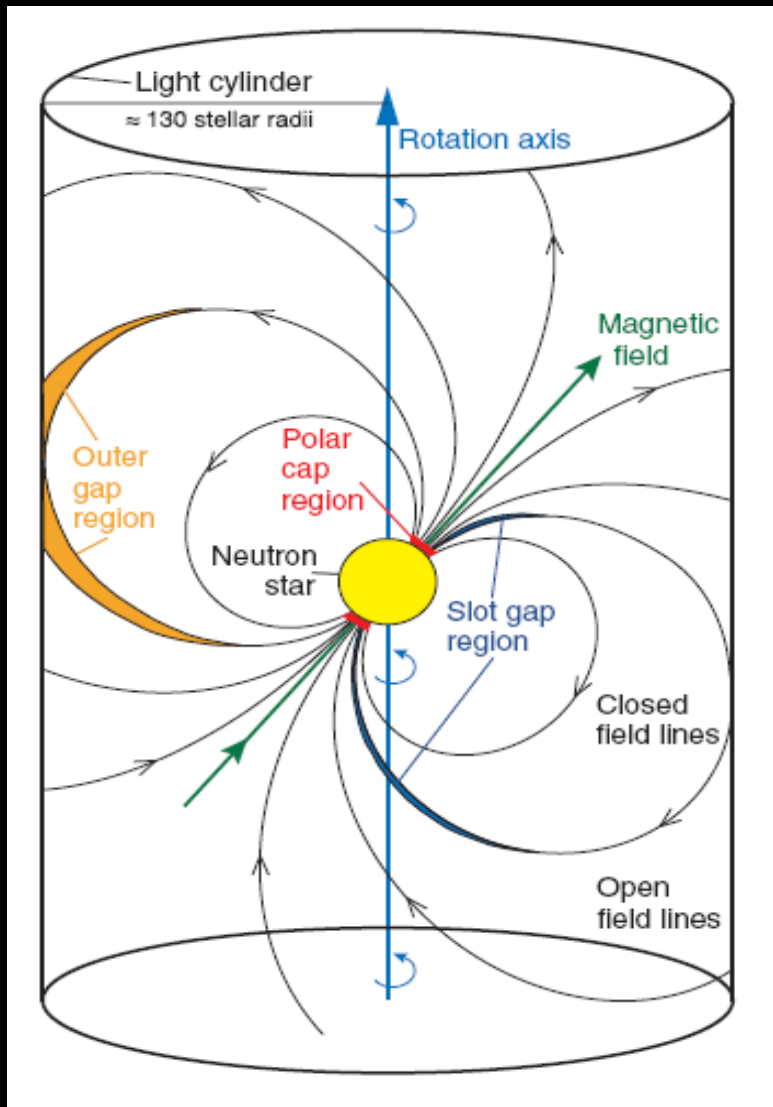 Light cylinder
≈ 130 stellar radii
Rotation axis
Magnetic
field
Polar
cap
region
Outer
gap
region
Neutron
star
Slot gap
region
Closed
field lines
Open
field lines